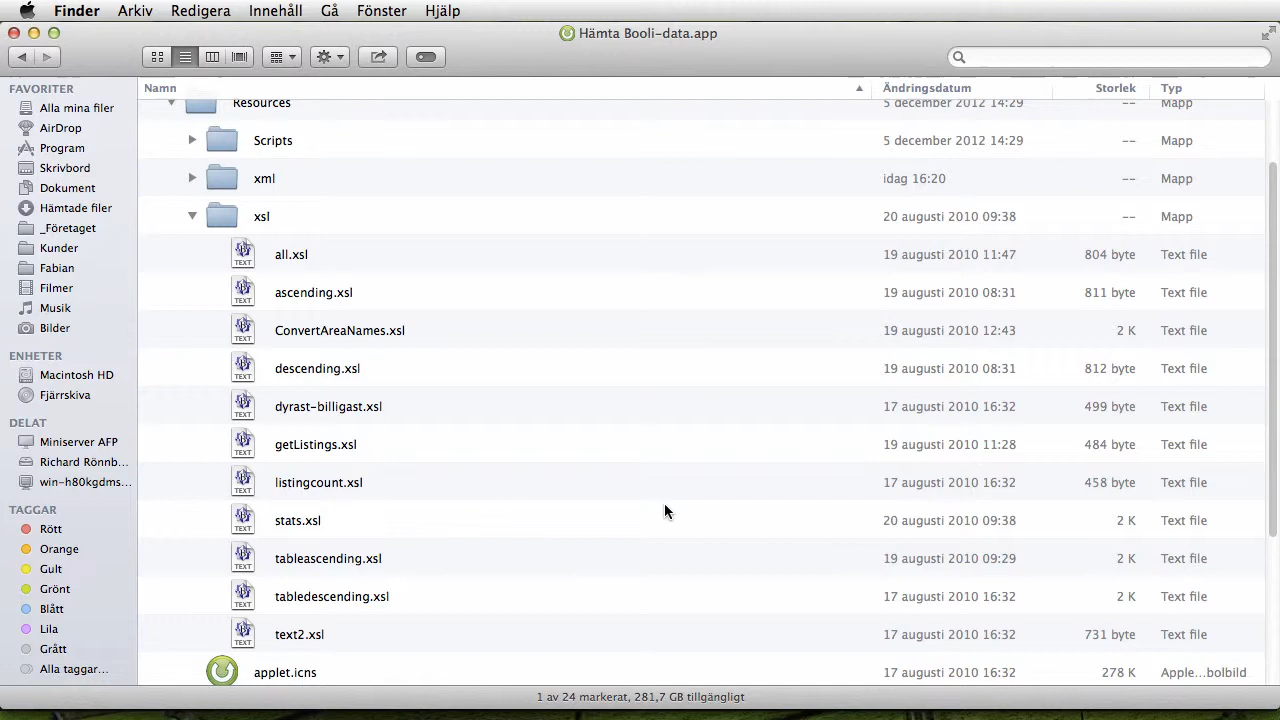 Finder Arkiv Redigera Innehåll Gå Fönster Hjälp
Hämta Booli-data.app
FAVORITER
Alla mina filer
AirDrop
Program
Skrivbord
Dokument
Hämtade filer
_Företaget
Kunder
Fabian
Filmer
Musik
Bilder
ENHETER
Macintosh HD
Fjärrskiva
DELAT
Miniserver AFP
Richard Rönnb...
win-h80kgdms...
TAGGAR
Rött
Orange
Gult
Grönt
Blått
Lila
Grått
Alla taggar...
Namn Ändringsdatum Storlek Typ
Resources 5 december 2012 14:29 -- Mapp
Scripts 5 december 2012 14:29 -- Mapp
xml idag 16:20 -- Mapp
xsl 20 augusti 2010 09:38 -- Mapp
TEXT all.xsl 19 augusti 2010 11:47 804 byte Text file
TEXT ascending.xsl 19 augusti 2010 08:31 811 byte Text file
TEXT ConvertAreaNames.xsl 19 augusti 2010 12:43 2 K Text file
TEXT descending.xsl 19 augusti 2010 08:31 812 byte Text file
TEXT dyrast-billigast.xsl 17 augusti 2010 16:32 499 byte Text file
TEXT getListings.xsl 19 augusti 2010 11:28 484 byte Text file
TEXT listingcount.xsl 17 augusti 2010 16:32 458 byte Text file
TEXT stats.xsl 20 augusti 2010 09:38 2 K Text file
TEXT tableascending.xsl 19 augusti 2010 09:29 2 K Text file
TEXT tabledescending.xsl 17 augusti 2010 16:32 2 K Text file
TEXT text2.xsl 17 augusti 2010 16:32 731 byte Text file
applet.icns 17 augusti 2010 16:32 278 K Apple...bolbild
1 av 24 markerat, 281,7 GB tillgängligt